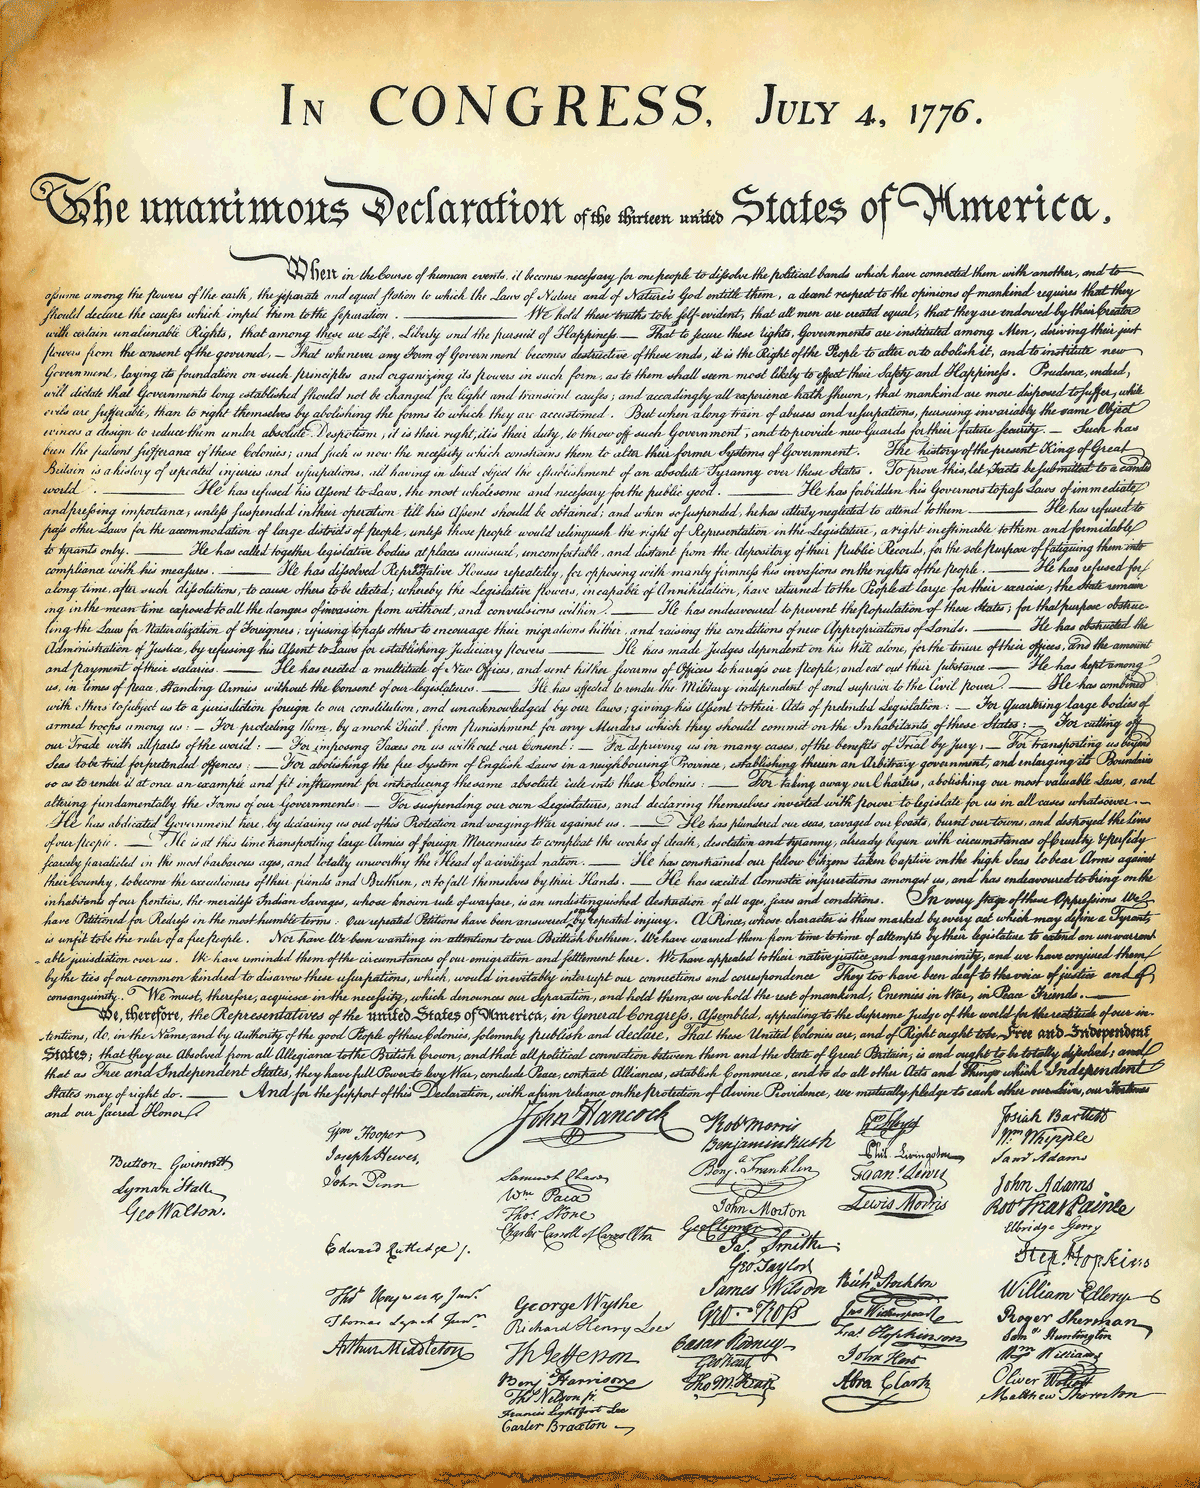 IN CONGRESS, JULY 4, 1776.
The unanimous Declaration of the thirteen united States of America,
When in the Course of human events, it becomes necessary for one people to dissolve the political bands which have connected them with another, and to
assume among the powers of the earth, the separate and equal station to which the Laws of Nature and of Nature's God entitle them, a decent respect to the opinions of mankind requires that they
should declare the causes which impel them to the separation. — We hold these truths to be self-evident, that all men are created equal, that they are endowed by their Creator
with certain unalienable Rights, that among these are Life, Liberty and the pursuit of Happiness — That to secure these rights, Governments are instituted among Men, deriving their just
powers from the consent of the governed, — That whenever any Form of Government becomes destructive of these ends, it is the Right of the People to alter or to abolish it, and to institute new
Government, laying its foundation on such principles and organizing its powers in such form, as to them shall seem most likely to effect their Safety and Happiness. Prudence, indeed,
will dictate that Governments long established should not be changed for light and transient causes; and accordingly all experience hath shewn, that mankind are more disposed to suffer, while
evils are sufferable, than to right themselves by abolishing the forms to which they are accustomed. But when a long train of abuses and usurpations, pursuing invariably the same Object
evinces a design to reduce them under absolute Despotism, it is their right, it is their duty, to throw off such Government, and to provide new Guards for their future security. — Such has
been the patient sufferance of these Colonies; and such is now the necessity which constrains them to alter their former Systems of Government. The history of the present King of Great
Britain is a history of repeated injuries and usurpations, all having in direct object the establishment of an absolute Tyranny over these States. To prove this, let Facts be submitted to a candid
world. — He has refused his Assent to Laws, the most wholesome and necessary for the public good. — He has forbidden his Governors to pass Laws of immediate
and pressing importance, unless suspended in their operation till his Assent should be obtained; and when so suspended, he has utterly neglected to attend to them — He has refused to
pass other Laws for the accommodation of large districts of people, unless those people would relinquish the right of Representation in the Legislature, a right inestimable to them and formidable
to tyrants only. — He has called together legislative bodies at places unusual, uncomfortable, and distant from the depository of their Public Records, for the sole purpose of fatiguing them into
compliance with his measures. — He has dissolved Representative Houses repeatedly, for opposing with manly firmness his invasions on the rights of the people. — He has refused for a
long time, after such dissolutions, to cause others to be elected; whereby the Legislative powers, incapable of Annihilation, have returned to the People at large for their exercise; the State remain
ing in the mean time exposed to all the dangers of invasion from without, and convulsions within. — He has endeavoured to prevent the population of these States; for that purpose obstruc-
ting the Laws for Naturalization of Foreigners; refusing to pass others to encourage their migrations hither, and raising the conditions of new Appropriations of Lands. — He has obstructed the
Administration of Justice, by refusing his Assent to Laws for establishing Judiciary powers — He has made Judges dependent on his Will alone, for the tenure of their offices, and the amount
and payment of their salaries. — He has erected a multitude of New Offices, and sent hither swarms of Officers to harrass our people, and eat out their substance. — He has kept among
us, in times of peace, Standing Armies without the Consent of our legislatures. — He has affected to render the Military independent of and superior to the Civil power. — He has combined
with others to subject us to a jurisdiction foreign to our constitution, and unacknowledged by our laws; giving his Assent to their Acts of pretended Legislation: — For Quartering large bodies of
armed troops among us — For protecting them, by a mock Trial from punishment for any Murders which they should commit on the Inhabitants of these States: — For cutting off
our Trade with all parts of the world: — For imposing Taxes on us without our Consent: — For depriving us in many cases, of the benefits of Trial by Jury; — For transporting us beyond
Seas to be tried for pretended offences: — For abolishing the free System of English Laws in a neighbouring Province, establishing therein an Arbitrary government, and enlarging its Boundaries
so as to render it at once an example and fit instrument for introducing the same absolute rule into these Colonies: — For taking away our Charters, abolishing our most valuable Laws, and
altering fundamentally the Forms of our Governments: — For suspending our own Legislatures, and declaring themselves invested with power to legislate for us in all cases whatsoever. —
He has abdicated Government here, by declaring us out of his Protection and waging War against us. — He has plundered our seas, ravaged our Coasts, burnt our towns, and destroyed the lives
of our people. — He is at this time transporting large Armies of foreign Mercenaries to compleat the works of death, desolation and tyranny, already begun with circumstances of Cruelty & perfidy
scarcely paralleled in the most barbarous ages, and totally unworthy the Head of a civilized nation. — He has constrained our fellow Citizens taken Captive on the high Seas to bear Arms against
their Country, to become the executioners of their friends and Brethren, or to fall themselves by their Hands. — He has excited domestic insurrections amongst us, and has endeavoured to bring on the
inhabitants of our frontiers, the merciless Indian Savages, whose known rule of warfare, is an undistinguished destruction of all ages, sexes and conditions. In every stage of these Oppressions We
have Petitioned for Redress in the most humble terms: Our repeated Petitions have been answered only by repeated injury. A Prince, whose character is thus marked by every act which may define a Tyrant,
is unfit to be the ruler of a free people. Nor have We been wanting in attentions to our Brittish brethren. We have warned them from time to time of attempts by their legislature to extend an unwarrant
able jurisdiction over us. We have reminded them of the circumstances of our emigration and settlement here. We have appealed to their native justice and magnanimity, and we have conjured them
by the ties of our common kindred to disavow these usurpations, which, would inevitably interrupt our connections and correspondence They too have been deaf to the voice of justice and of
consanguinity. We must, therefore, acquiesce in the necessity, which denounces our Separation, and hold them, as we hold the rest of mankind, Enemies in War, in Peace Friends. —
We, therefore, the Representatives of the united States of America, in General Congress, Assembled, appealing to the Supreme Judge of the world for the rectitude of our in-
tentions, do, in the Name, and by Authority of the good People of these Colonies, solemnly publish and declare, That these United Colonies are, and of Right ought to be Free and Independent
States; that they are Absolved from all Allegiance to the British Crown, and that all political connection between them and the State of Great Britain, is and ought to be totally dissolved; and
that as Free and Independent States, they have full Power to levy War, conclude Peace, contract Alliances, establish Commerce, and to do all other Acts and Things which Independent
States may of right do. — And for the support of this Declaration, with a firm reliance on the protection of divine Providence, we mutually pledge to each other our Lives, our Fortunes
and our sacred Honor
Button Gwinnett
Lyman Hall
Geo Walton.
Wm Hooper
Joseph Hewes,
John Penn
Edward Rutledge /.
Thos Heyward Junr.
Thomas Lynch Junr.
Arthur Middleton
John Hancock
Samuel Chase
Wm Paca
Thos Stone
Charles Carroll of Carrollton
George Wythe
Richard Henry Lee
Th Jefferson
Benj Harrison
Thos Nelson jr.
Francis Lightfoot Lee
Carter Braxton
Robt Morris
Benjamin Rush
Benj. Franklin
John Morton
Geo Clymer
Jas. Smith
Geo. Taylor
James Wilson
Geo. Ross
Caesar Rodney
Geo Read
Tho M. Kean
Wm Floyd
Phil. Livingston
Frans. Lewis
Lewis Morris
Richd Stockton
Jno Witherspoon
Fras Hopkinson
John Hart
Abra Clark
Josiah Bartlett
Wm Whipple
Saml Adams
John Adams
Robt Treat Paine
Elbridge Gerry
Step. Hopkins
William Ellery
Roger Sherman
Saml Huntington
Wm Williams
Oliver Wolcott
Matthew Thornton